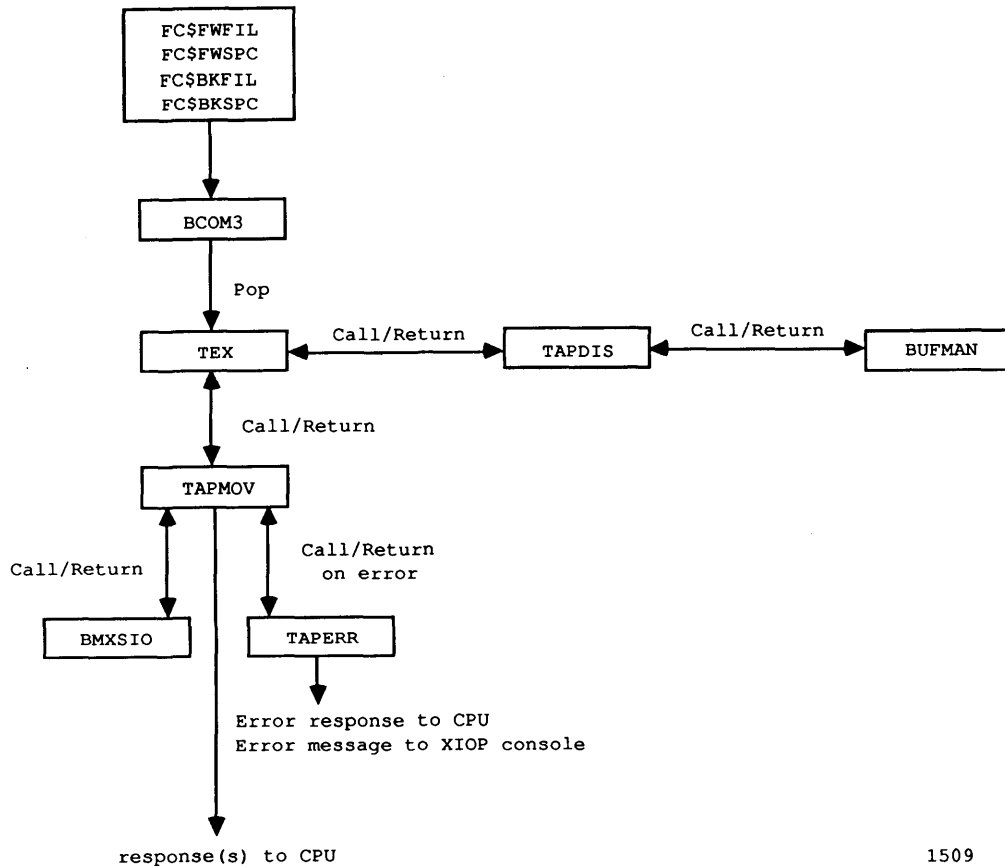 FC$FWFIL
FC$FWSPC
FC$BKFIL
FC$BKSPC
BCOM3
Pop
TEX
Call/Return
TAPDIS
Call/Return
BUFMAN
Call/Return
TAPMOV
Call/Return
Call/Return
on error
BMXSIO
TAPERR
Error response to CPU
Error message to XIOP console
response(s) to CPU
1509